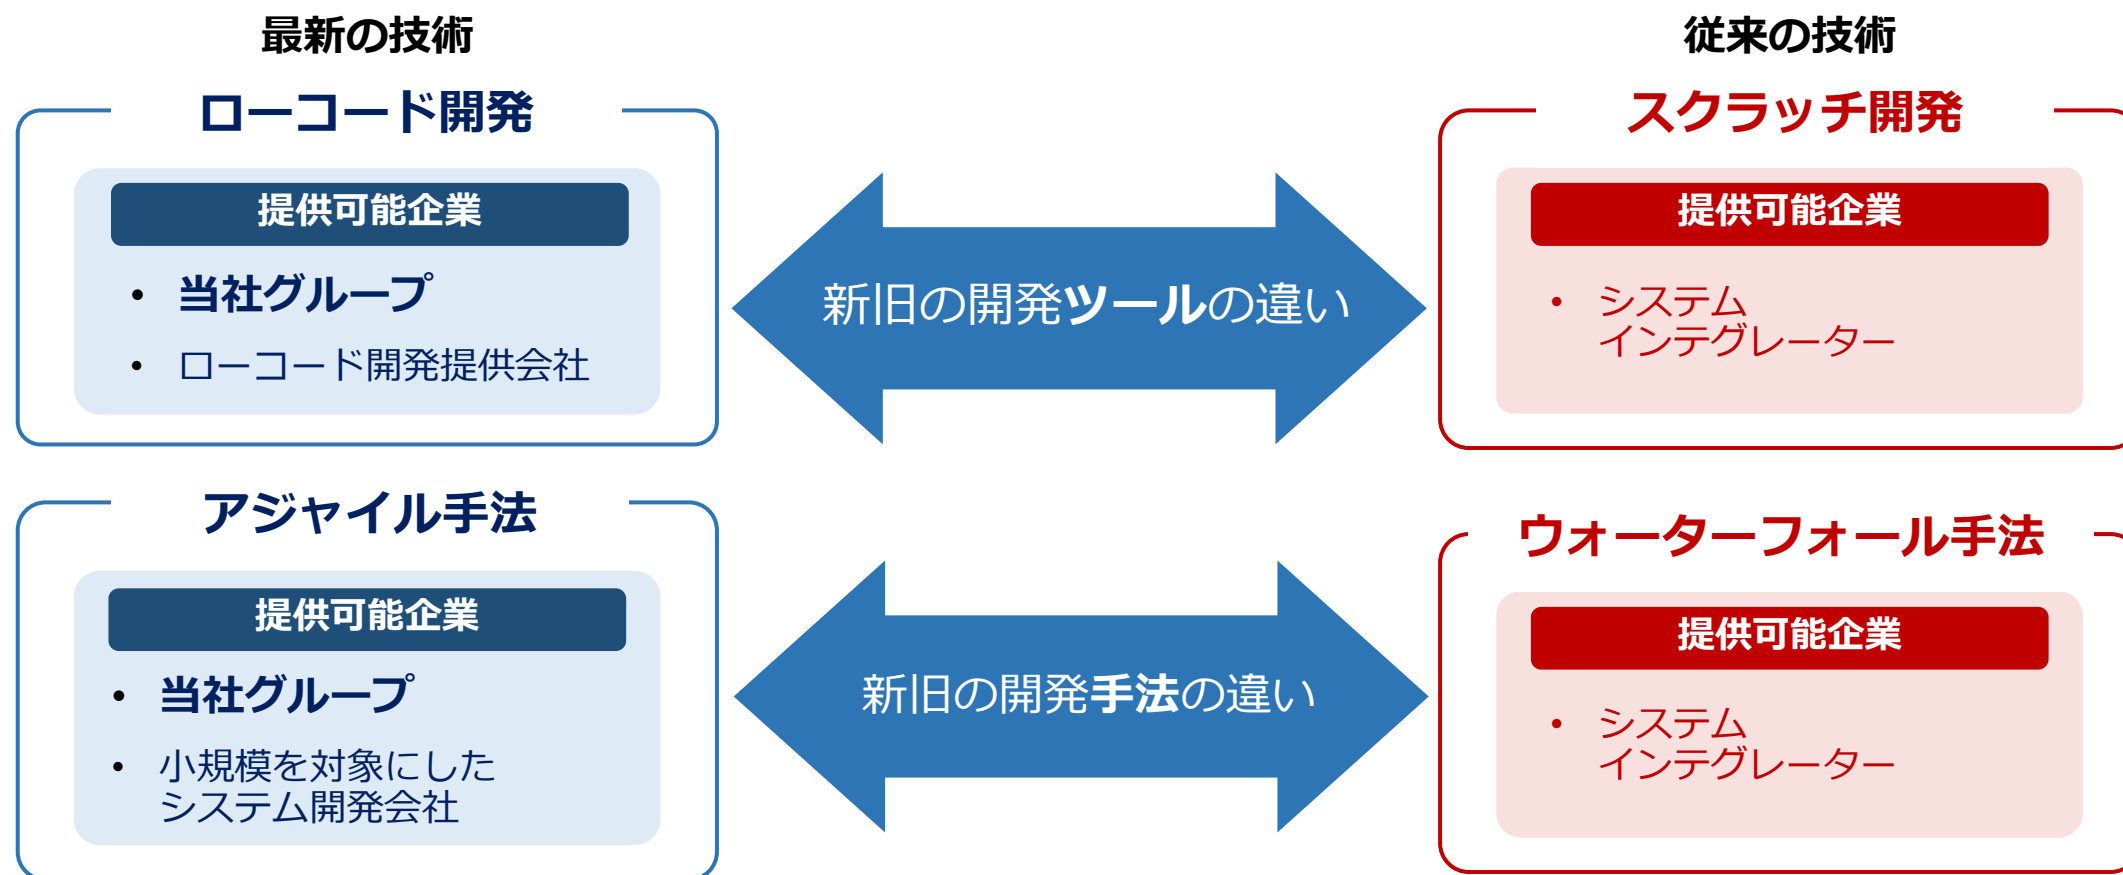 最新の技術
従来の技術
ローコード開発
提供可能企業
• 当社グループ
• ローコード開発提供会社
新旧の開発ツールの違い
スクラッチ開発
提供可能企業
• システム
インテグレーター
アジャイル手法
提供可能企業
• 当社グループ
• 小規模を対象にした
システム開発会社
新旧の開発手法の違い
ウォーターフォール手法
提供可能企業
• システム
インテグレーター